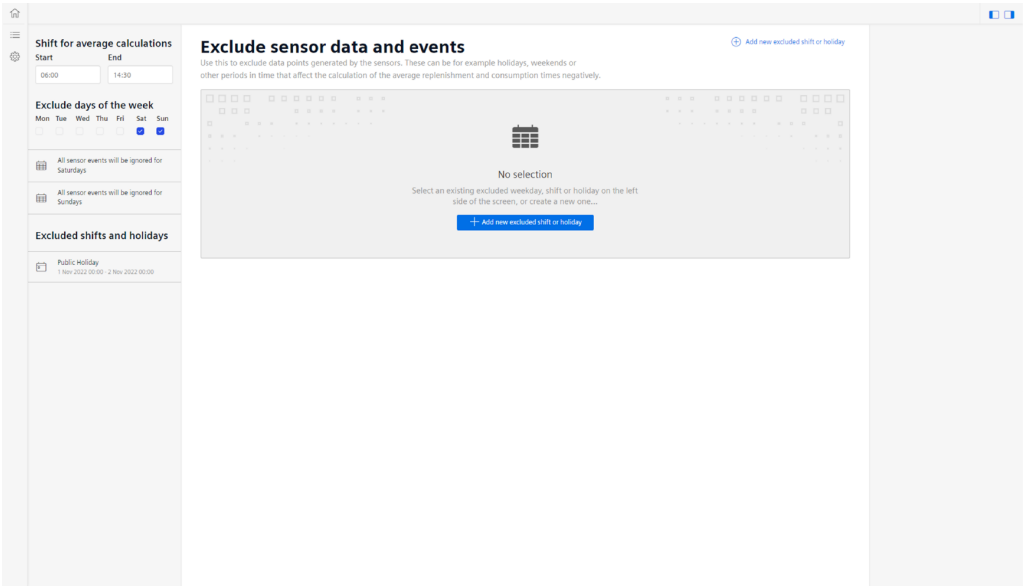 Shift for average calculations
Start End
06:00 14:30
Exclude days of the week
Mon Tue Wed Thu Fri Sat Sun
All sensor events will be ignored for
Saturdays
All sensor events will be ignored for
Sundays
Excluded shifts and holidays
Public Holiday
1 Nov 2022 00:00 - 2 Nov 2022 00:00
Exclude sensor data and events
Add new excluded shift or holiday
Use this to exclude data points generated by the sensors. These can be for example holidays, weekends or
other periods in time that affect the calculation of the average replenishment and consumption times negatively.
No selection
Select an existing excluded weekday, shift or holiday on the left
side of the screen, or create a new one...
Add new excluded shift or holiday